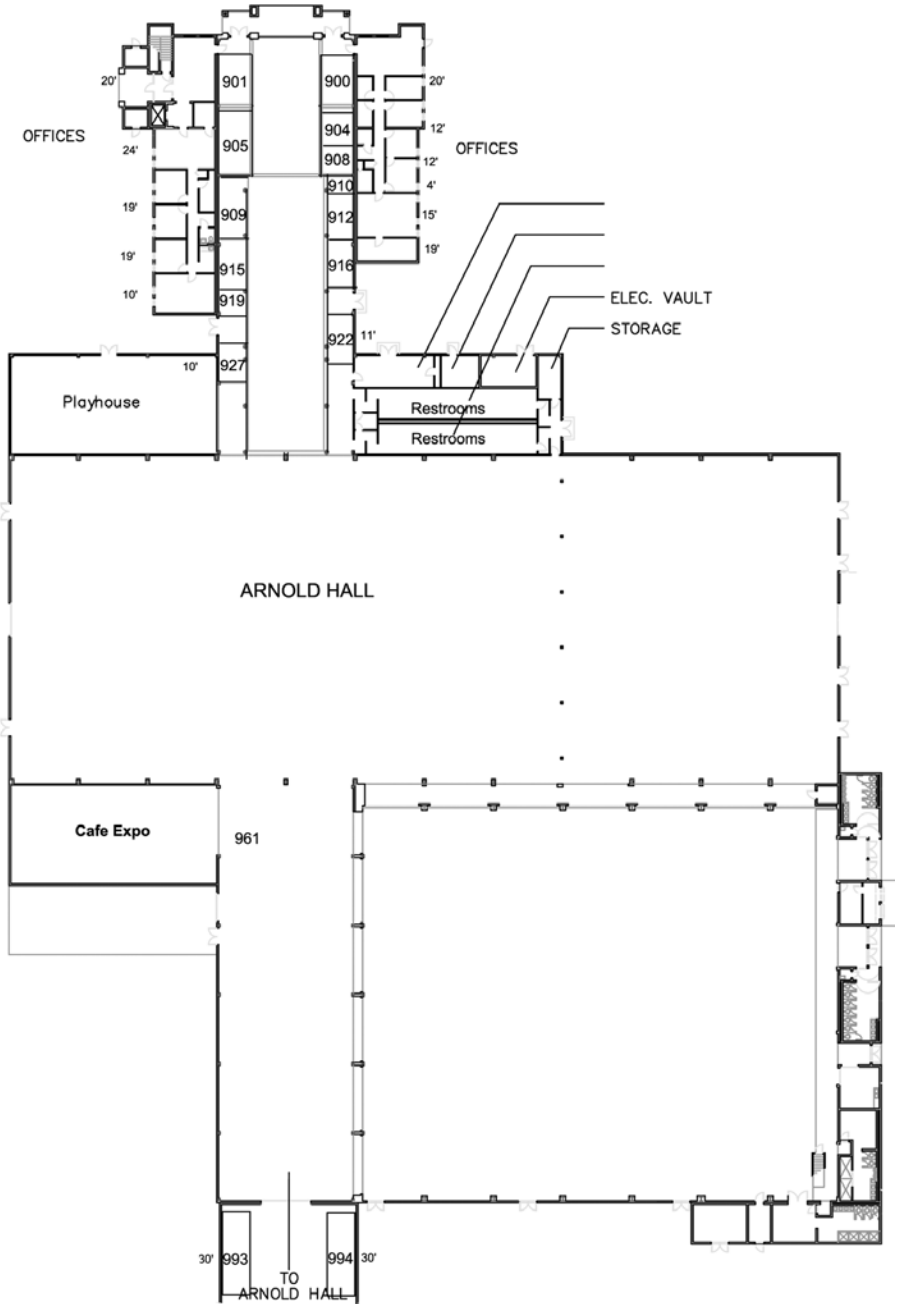 901
900
20'
20'
904
12'
OFFICES
905
OFFICES
24'
908
12'
910
4'
19'
909
912
15'
19'
915
916
19'
10'
919
ELEC. VAULT
STORAGE
922
11'
10'
927
Playhouse
Restrooms
Restrooms
ARNOLD HALL
Cafe Expo
961
30'
993
994
30'
TO
ARNOLD HALL